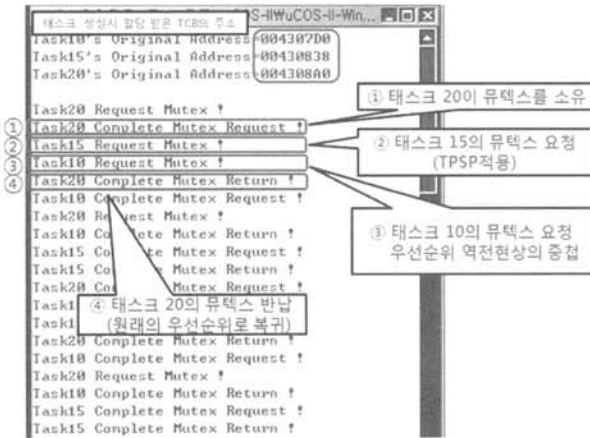 태스크 생성시 할당 받은 TCB의 주소
S-II₩uCOS-II-Win...
Task10's Original Address-004307D0
Task15's Original Address-00430838
Task20's Original Address-004308A0
Task20 Request Mutex !
① Task20 Complete Mutex Request !
② Task15 Request Mutex !
③ Task10 Request Mutex !
④ Task20 Complete Mutex Return !
Task10 Complete Mutex Request !
Task20 Request Mutex !
Task10 Complete Mutex Return !
Task15 Complete Mutex Request !
Task15 Complete Mutex Return !
Task20 Complete Mutex Request !
Task1
Task1
Task20 Complete Mutex Return !
Task10 Complete Mutex Request !
Task20 Request Mutex !
Task10 Complete Mutex Return !
Task15 Complete Mutex Request !
Task15 Complete Mutex Return !
① 태스크 20이 뮤텍스를 소유
② 태스크 15의 뮤텍스 요청
(TPSP적용)
③ 태스크 10의 뮤텍스 요청
우선순위 역전현상의 중첩
④ 태스크 20의 뮤텍스 반납
(원래의 우선순위로 복귀)